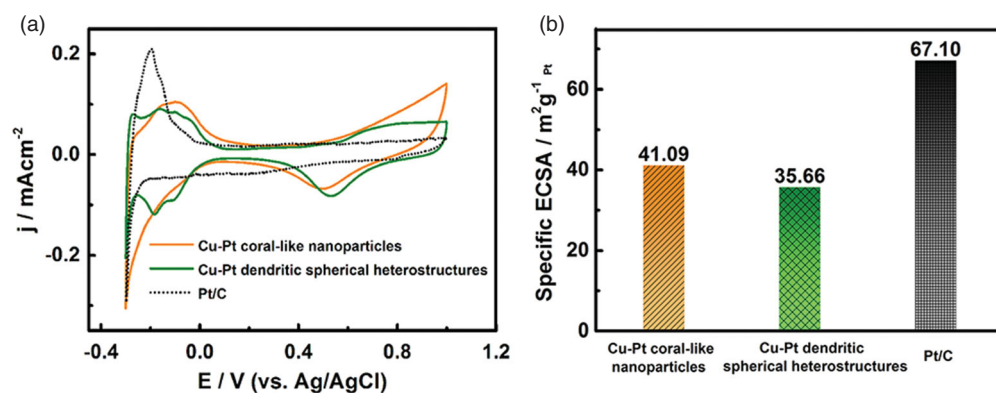 (a)
0.2
0.0
-0.2
j / mAcm-2
Cu-Pt coral-like nanoparticles
Cu-Pt dendritic spherical heterostructures
Pt/C
-0.4
0.0
0.4
0.8
1.2
E / V (vs. Ag/AgCl)
(b)
Specific ECSA / m²g⁻¹ Pt
60
40
20
0
41.09
35.66
67.10
Cu-Pt coral-like
nanoparticles
Cu-Pt dendritic
spherical heterostructures
Pt/C